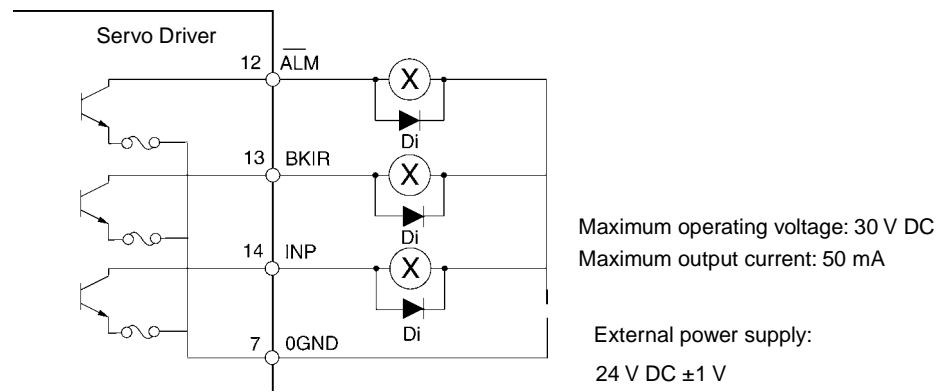 Servo Driver
12 A̅L̅M̅
X
Di
13 BKIR
X
Di
14 INP
X
Di
7 0GND
Maximum operating voltage: 30 V DC
Maximum output current: 50 mA
External power supply:
24 V DC ±1 V